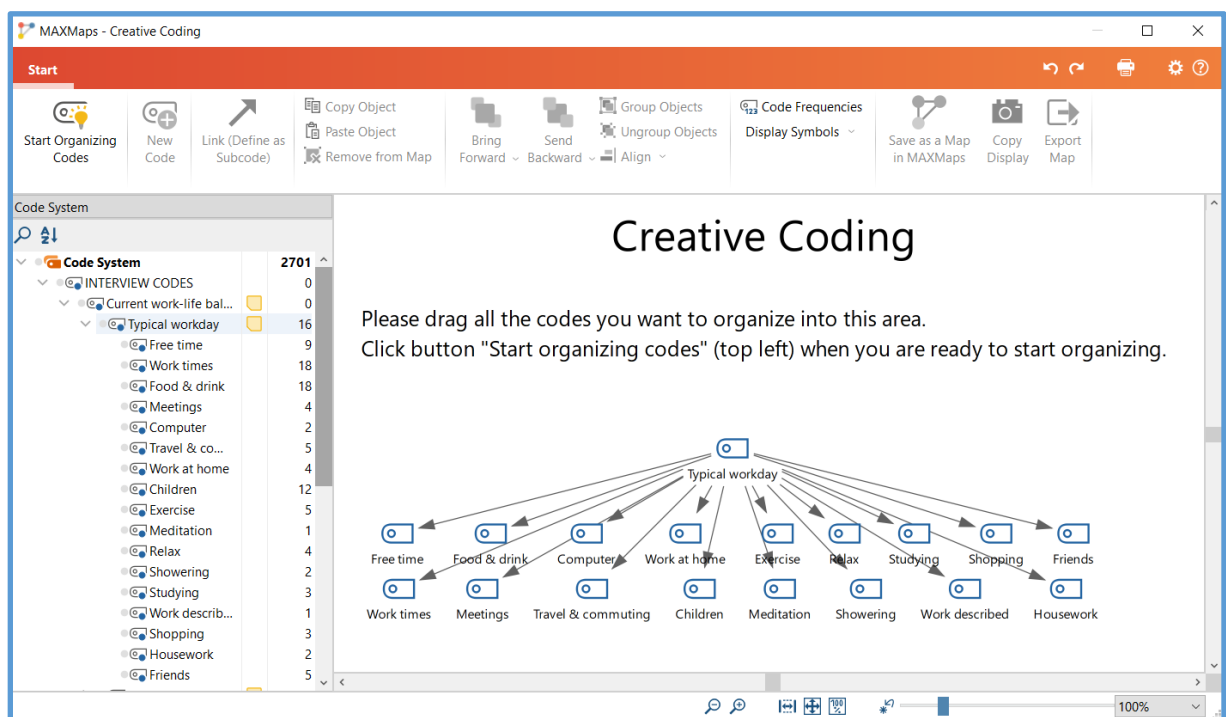 MAXMaps - Creative Coding
Start
Start Organizing Codes
New Code
Link (Define as Subcode)
Copy Object
Paste Object
Remove from Map
Bring Forward
Send Backward
Group Objects
Ungroup Objects
Align
123
Code Frequencies
Display Symbols
Save as a Map in MAXMaps
Copy Display
Export Map
Code System
Code System 2701
INTERVIEW CODES 0
Current work-life bal... 0
Typical workday 16
Free time 9
Work times 18
Food & drink 18
Meetings 4
Computer 2
Travel & co... 5
Work at home 4
Children 12
Exercise 5
Meditation 1
Relax 4
Showering 2
Studying 3
Work describ... 1
Shopping 3
Housework 2
Friends 5
Creative Coding
Please drag all the codes you want to organize into this area.
Click button "Start organizing codes" (top left) when you are ready to start organizing.
Typical workday
Free time Food & drink Computer Work at home Exercise Relax Studying Shopping Friends
Work times Meetings Travel & commuting Children Meditation Showering Work described Housework
100%